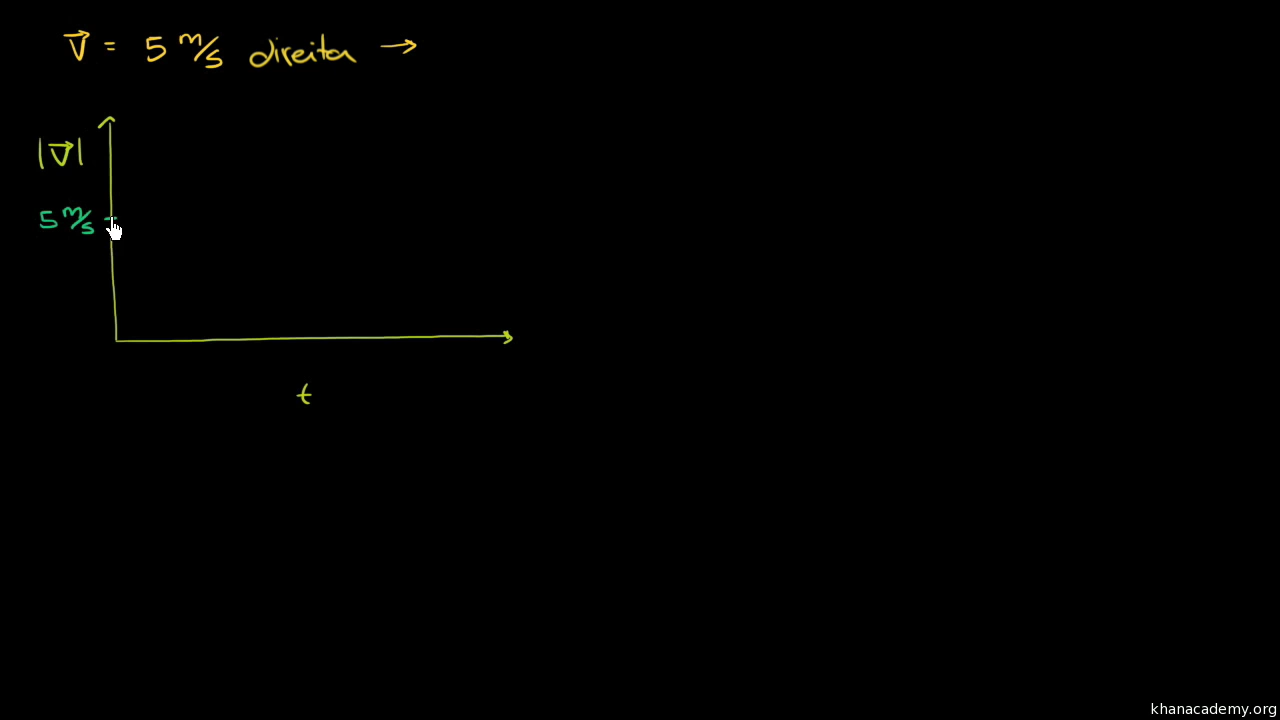 v⃗ = 5 m/s direita →
|v⃗|
5 m/s
t
khanacademy.org